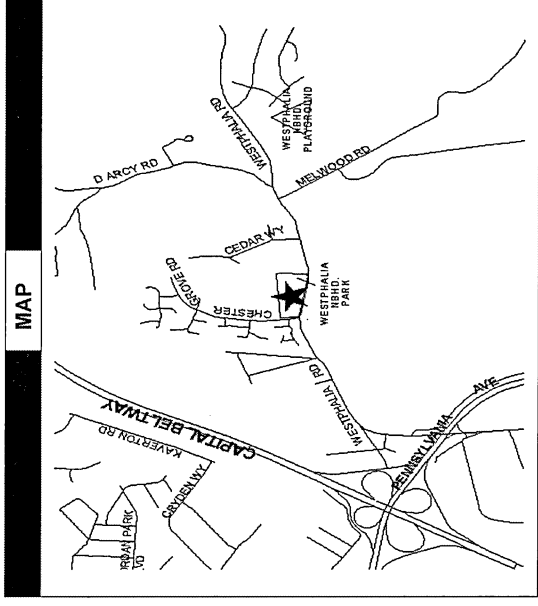 MAP
D ARCY RD
WESTPHALIA RD
WESTPHALIA
NBHD.
PLAYGROUND
MELWOOD RD
CEDAR WY
GROVE RD
CHESTER
WESTPHALIA
NBHD.
PARK
WESTPHALIA RD
CAPITAL BELTWAY
KAVERTON RD
GRYDEN WY
PENNSYLVANIA AVE